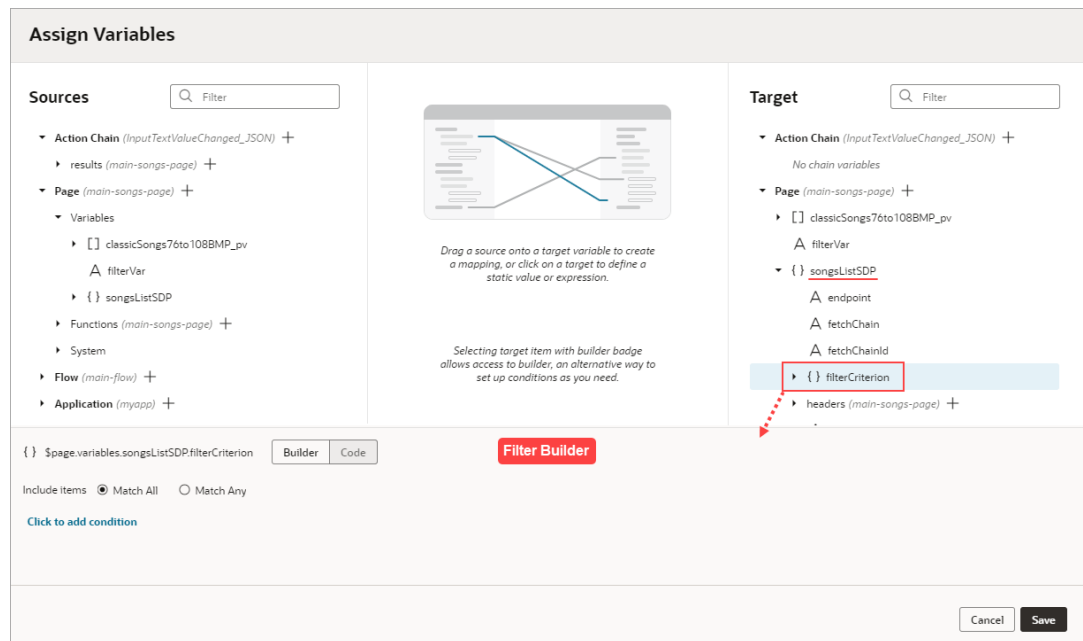 Assign Variables
Sources
Filter
Action Chain (InputTextValueChanged_JSON)
results (main-songs-page)
Page (main-songs-page)
Variables
[] classicSongs76to108BMP_pv
A filterVar
{ } songsListSDP
Functions (main-songs-page)
System
Flow (main-flow)
Application (myapp)
Drag a source onto a target variable to create
a mapping, or click on a target to define a
static value or expression.
Selecting target item with builder badge
allows access to builder, an alternative way to
set up conditions as you need.
Target
Filter
Action Chain (InputTextValueChanged_JSON)
No chain variables
Page (main-songs-page)
[] classicSongs76to108BMP_pv
A filterVar
{ } songsListSDP
A endpoint
A fetchChain
A fetchChainId
{ } filterCriterion
headers (main-songs-page)
{ } $page.variables.songsListSDP.filterCriterion
Builder
Code
Filter Builder
Include items
Match All
Match Any
Click to add condition
Cancel
Save